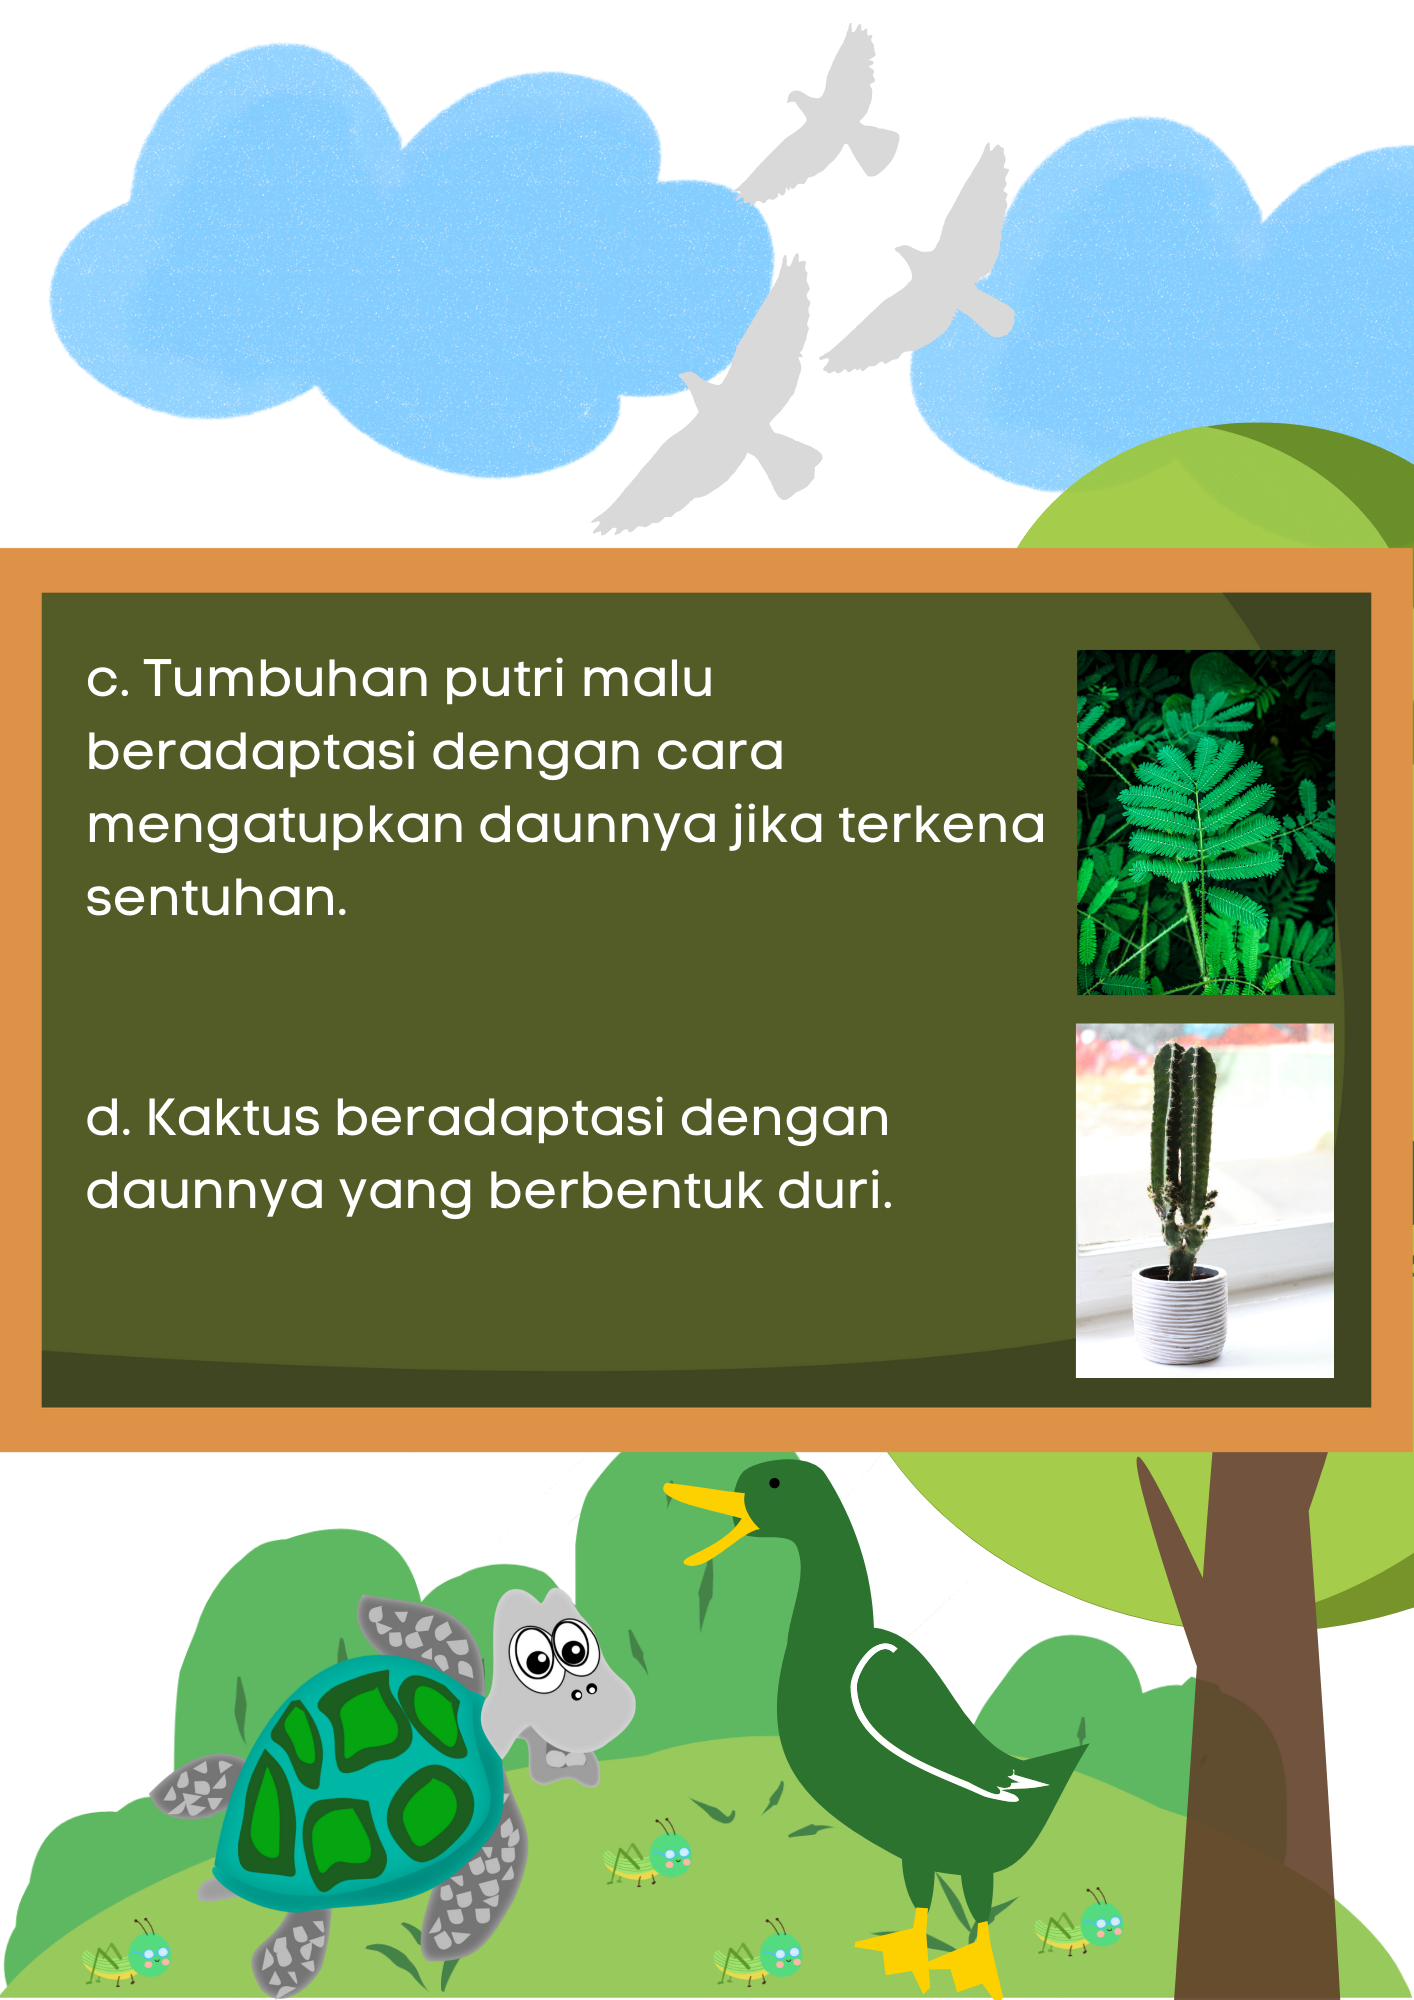 c. Tumbuhan putri malu
beradaptasi dengan cara
mengatupkan daunnya jika terkena
sentuhan.
d. Kaktus beradaptasi dengan
daunnya yang berbentuk duri.